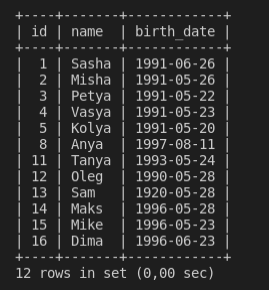 +----+-------+------------+
| id | name  | birth_date |
+----+-------+------------+
|  1 | Sasha | 1991-06-26 |
|  2 | Misha | 1991-05-26 |
|  3 | Petya | 1991-05-22 |
|  4 | Vasya | 1991-05-23 |
|  5 | Kolya | 1991-05-20 |
|  8 | Anya  | 1997-08-11 |
| 11 | Tanya | 1993-05-24 |
| 12 | Oleg  | 1990-05-28 |
| 13 | Sam   | 1920-05-28 |
| 14 | Maks  | 1996-05-28 |
| 15 | Mike  | 1996-05-23 |
| 16 | Dima  | 1996-06-23 |
+----+-------+------------+
12 rows in set (0,00 sec)